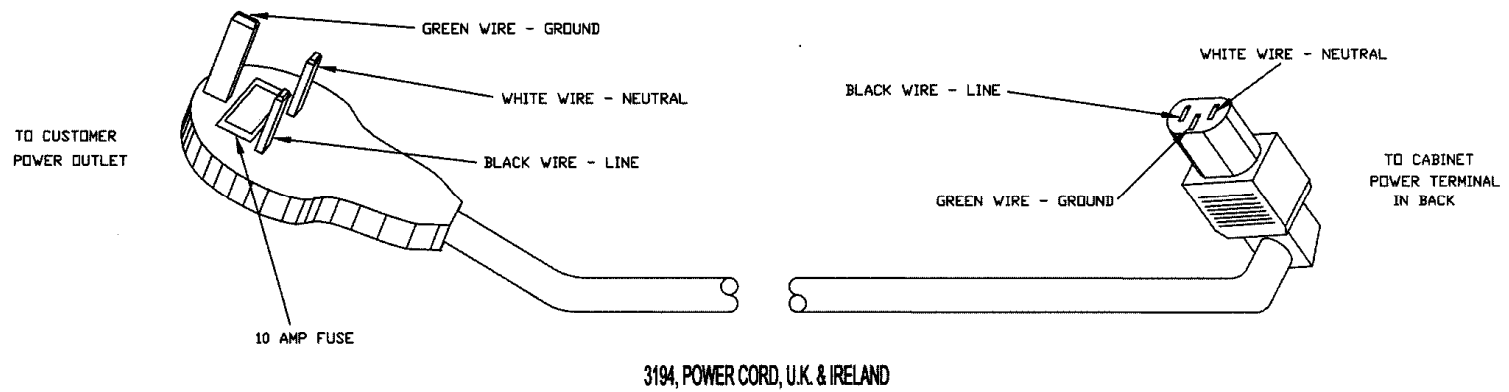 GREEN WIRE - GROUND
WHITE WIRE - NEUTRAL
BLACK WIRE - LINE
TO CUSTOMER
POWER OUTLET
10 AMP FUSE
WHITE WIRE - NEUTRAL
BLACK WIRE - LINE
GREEN WIRE - GROUND
TO CABINET
POWER TERMINAL
IN BACK
3194, POWER CORD, U.K. & IRELAND